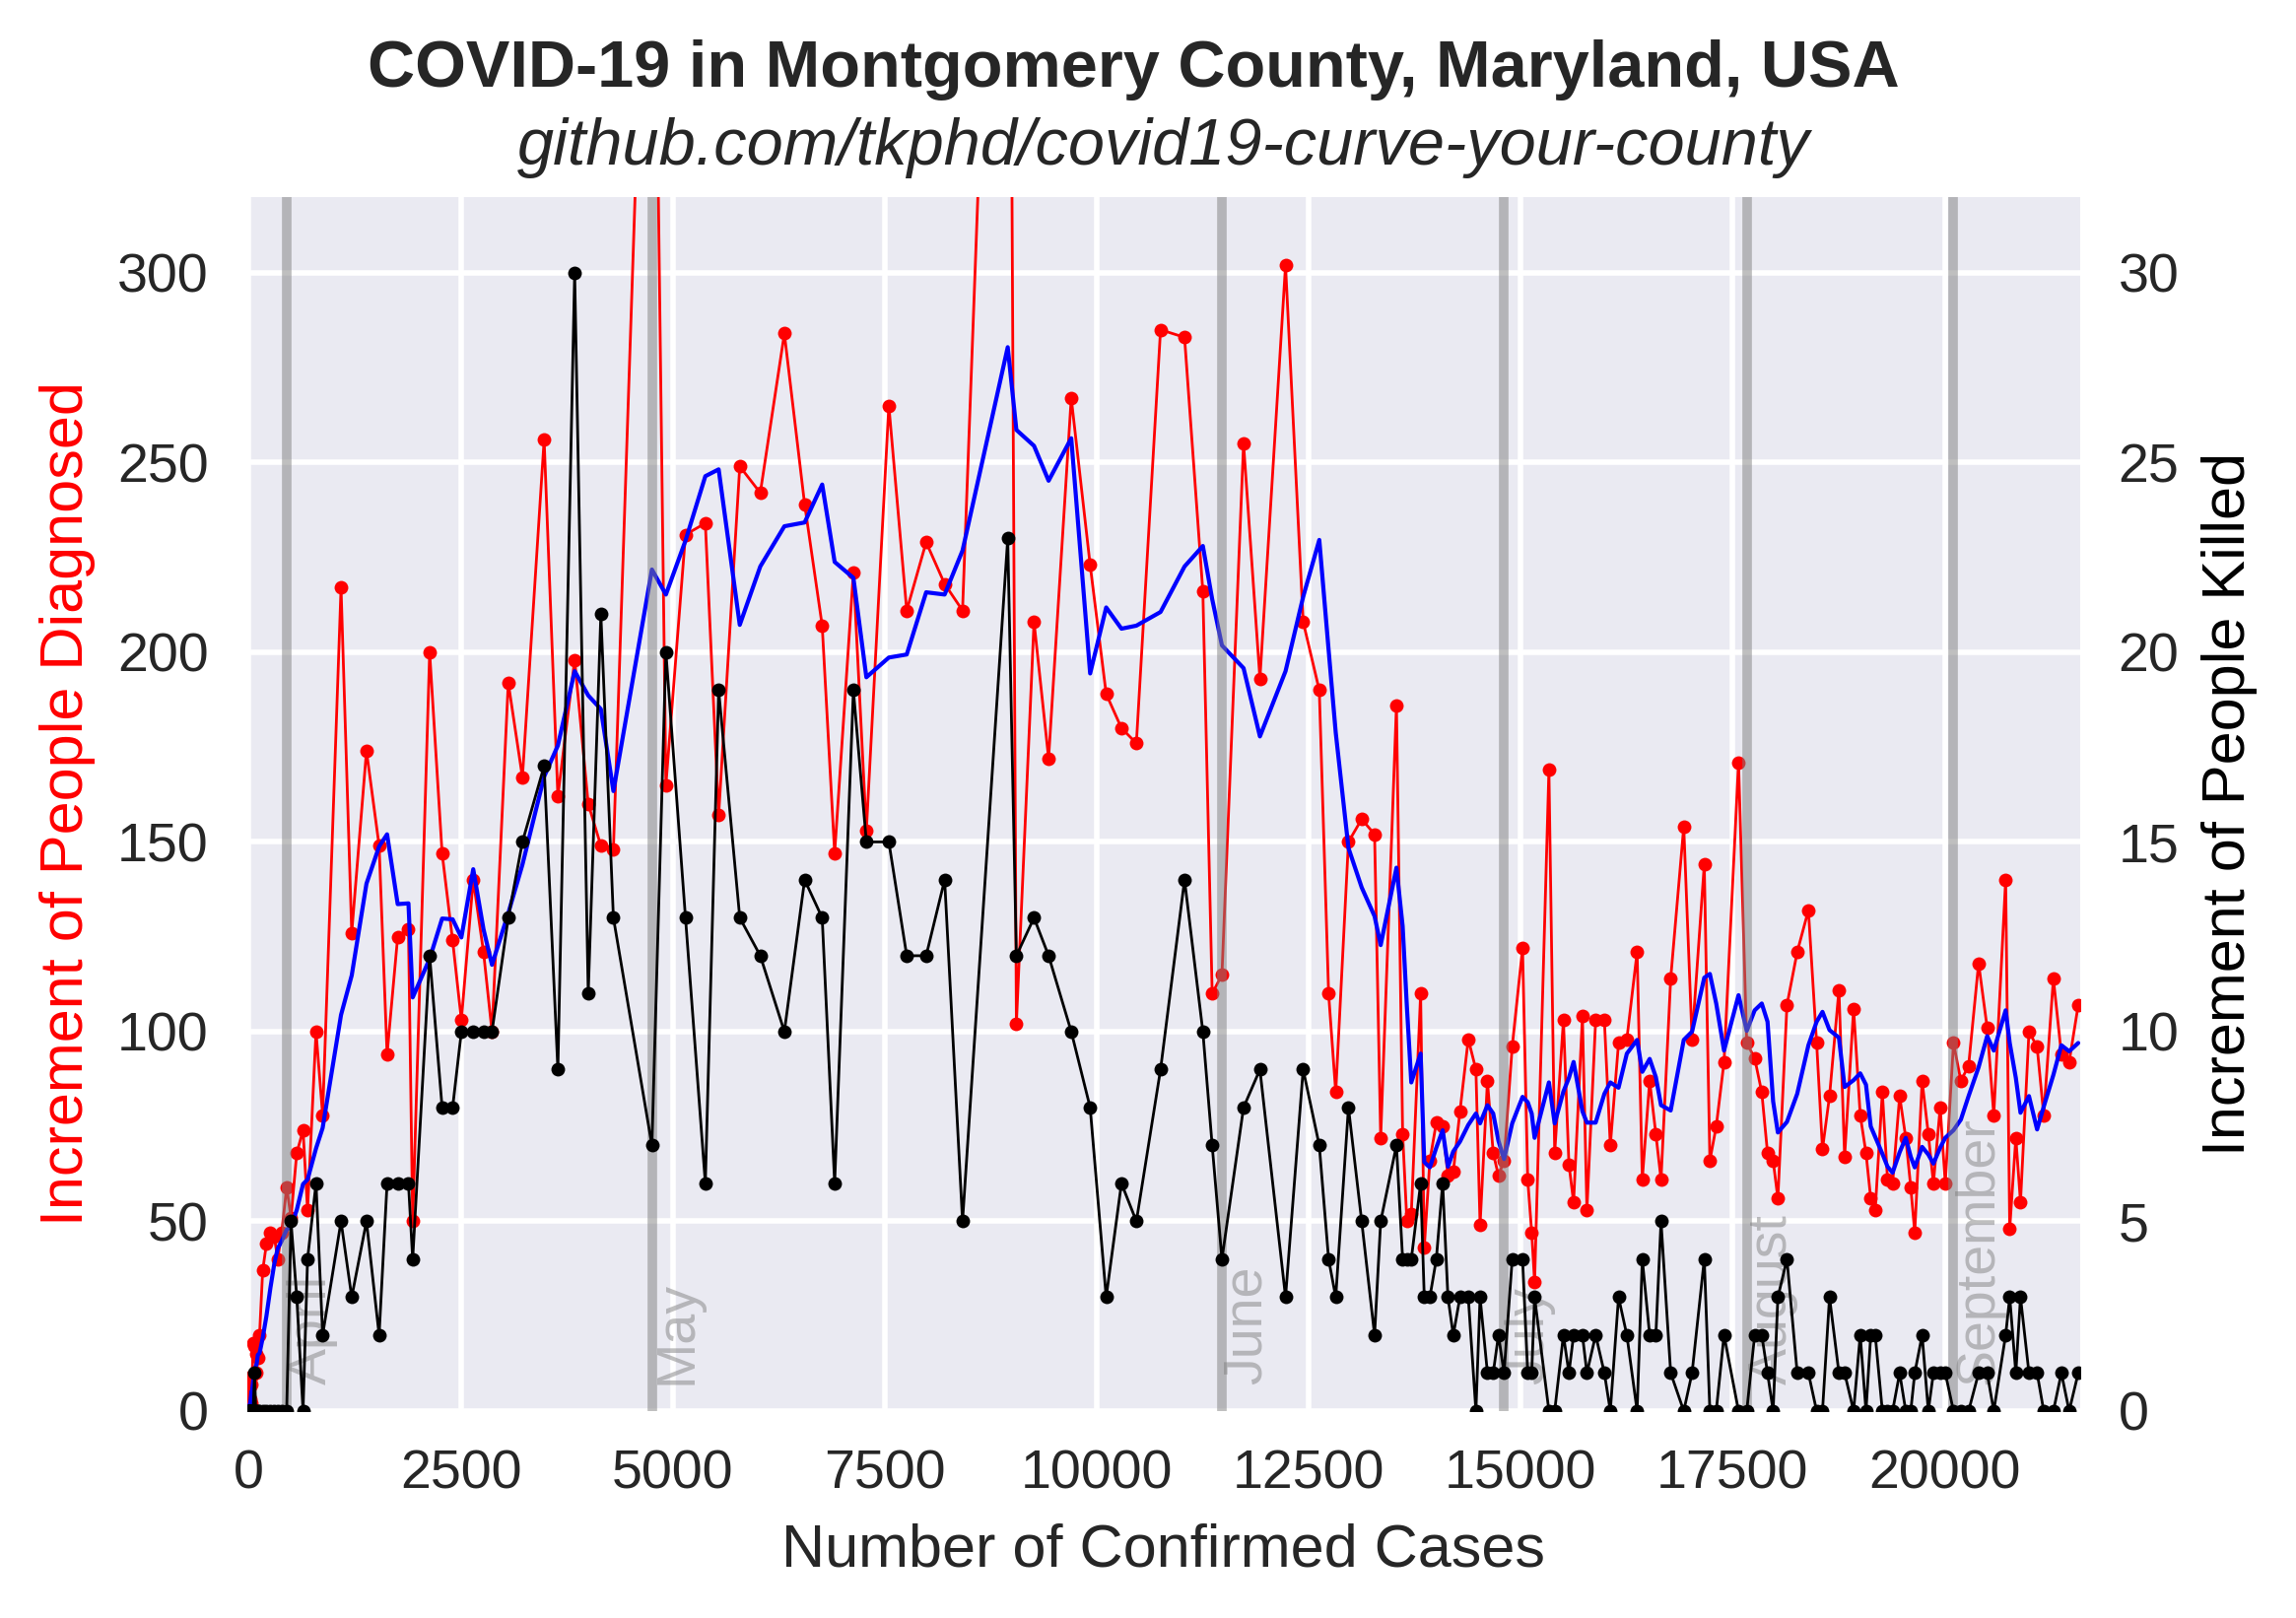 COVID-19 in Montgomery County, Maryland, USA
github.com/tkphd/covid19-curve-your-county
Increment of People Diagnosed
300
250
200
150
100
50
0
30
25
20
15
10
5
0
Increment of People Killed
April
May
June
July
August
September
0 2500 5000 7500 10000 12500 15000 17500 20000
Number of Confirmed Cases